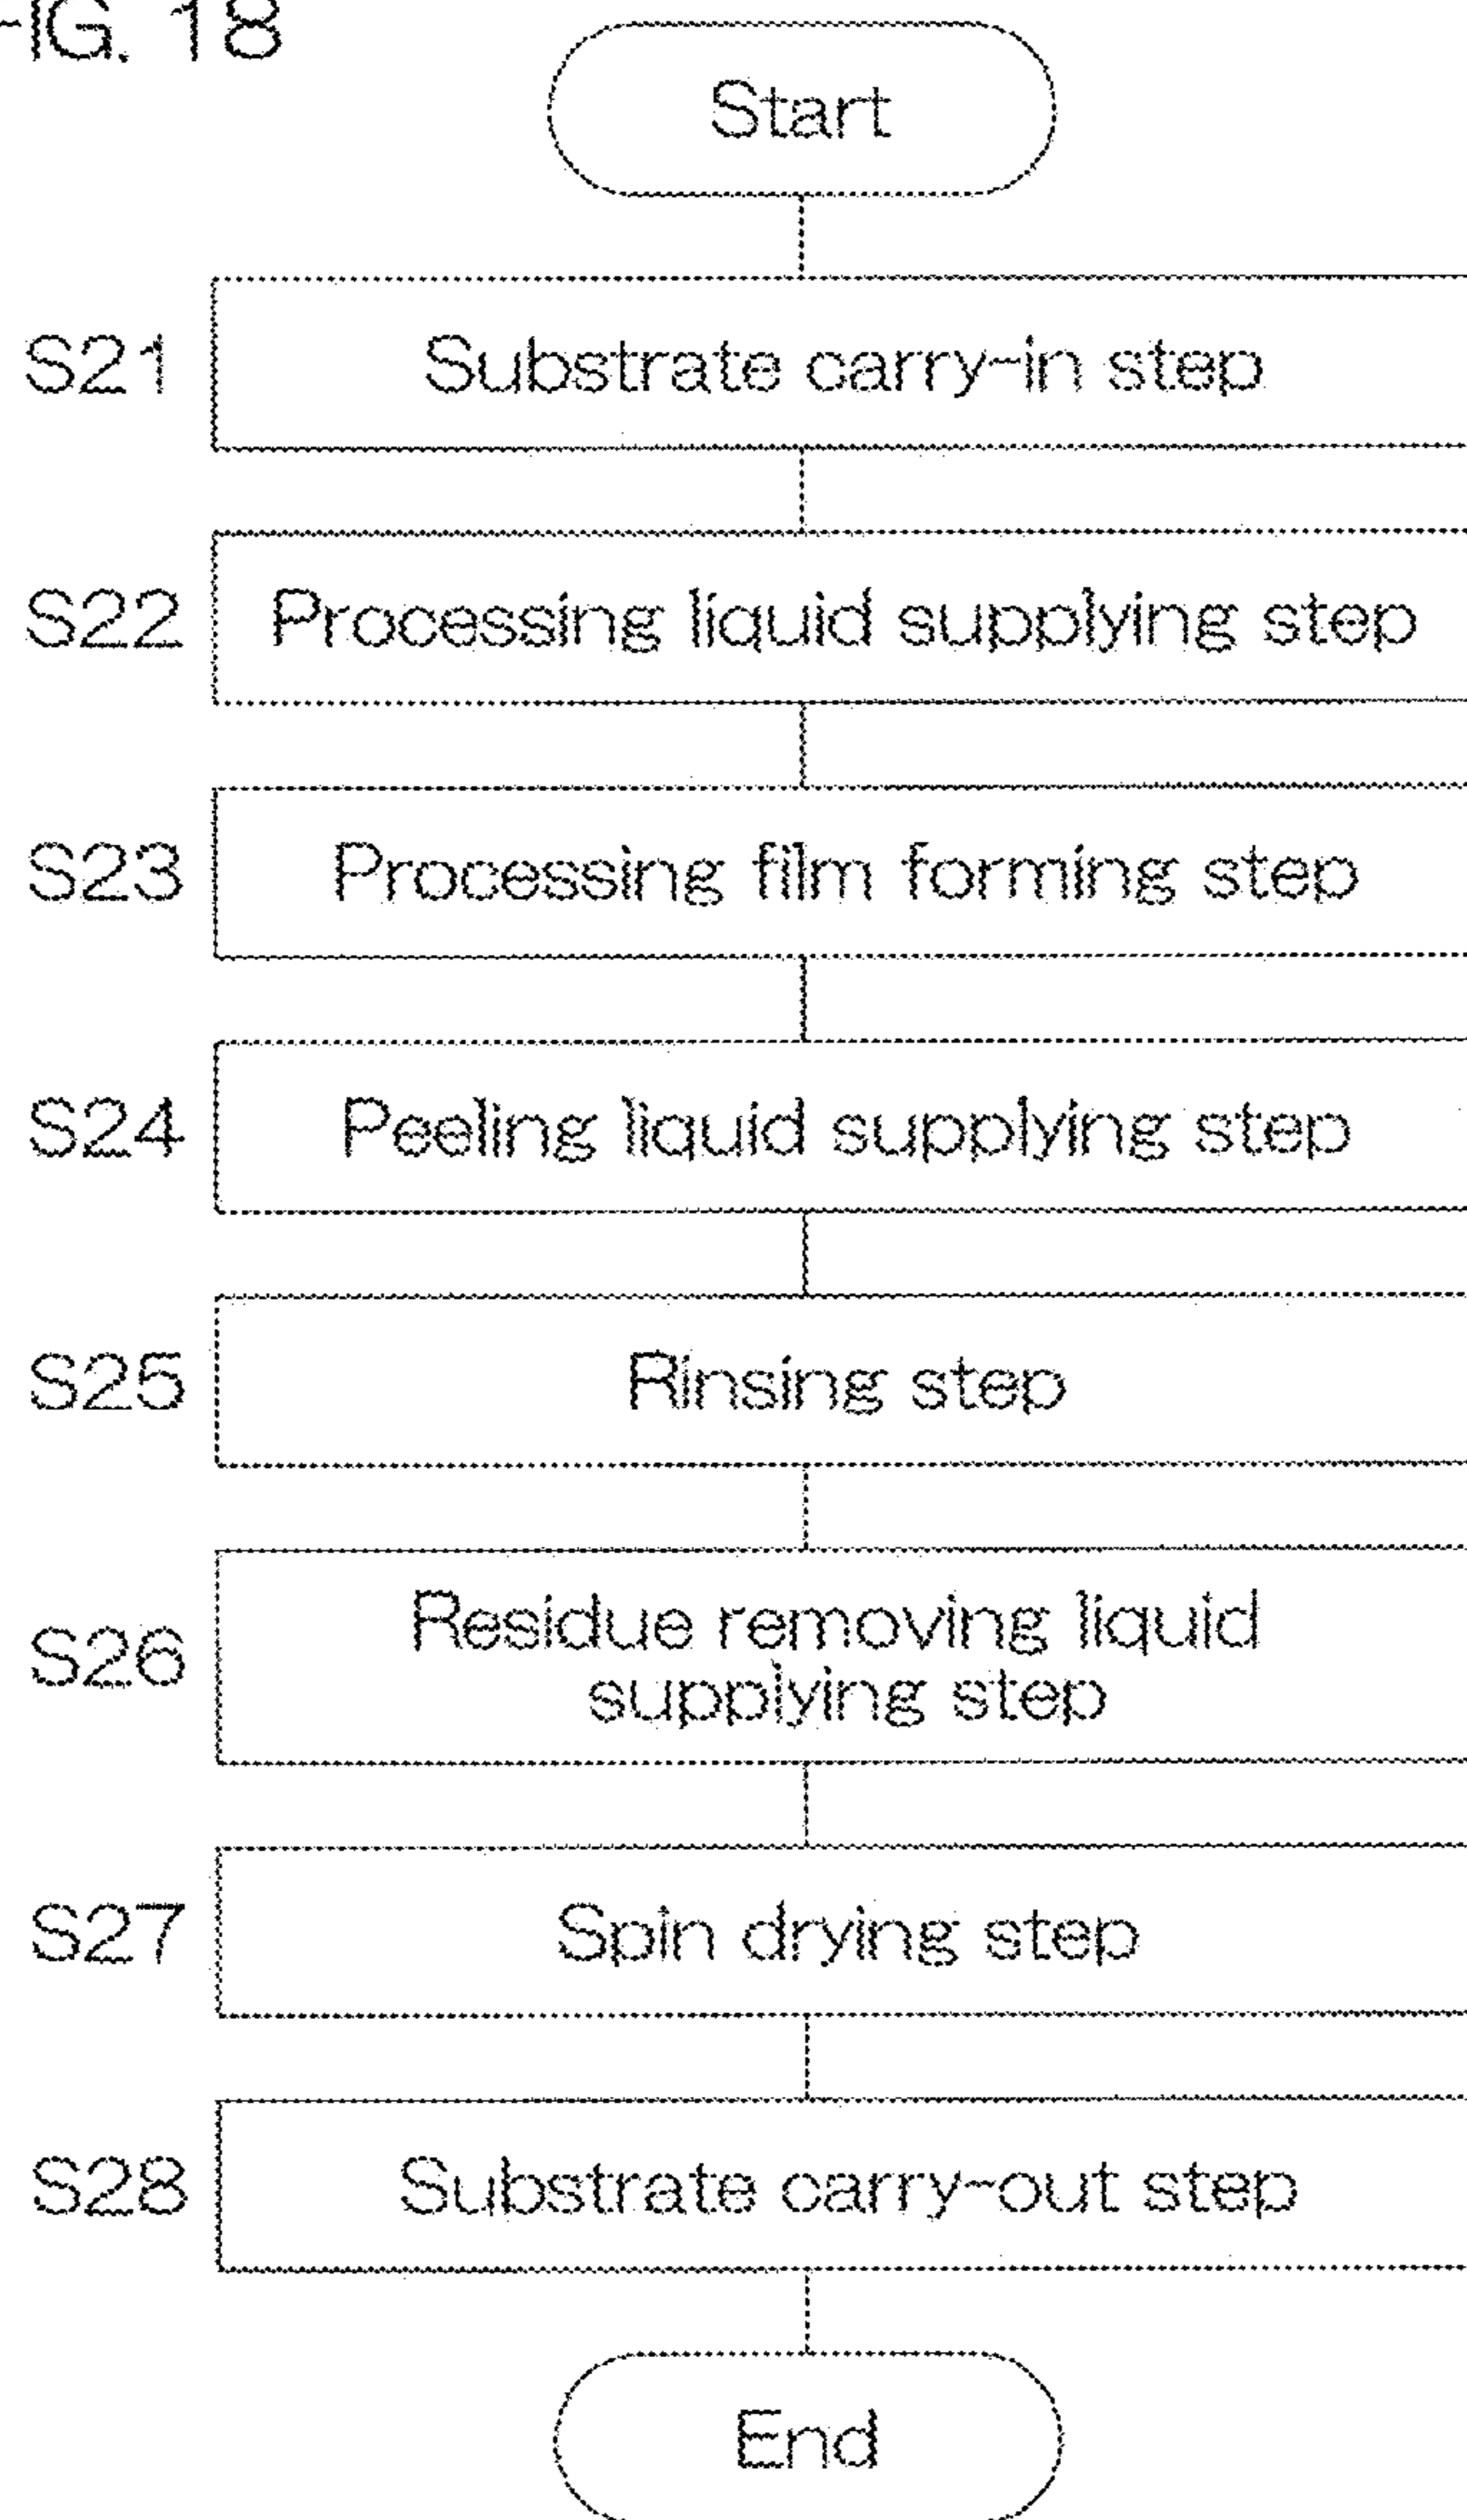 FIG. 18
Start
S21 Substrate carry-in step
S22 Processing liquid supplying step
S23 Processing film forming step
S24 Peeling liquid supplying step
S25 Rinsing step
S26 Residue removing liquid
supplying step
S27 Spin drying step
S28 Substrate carry-out step
End